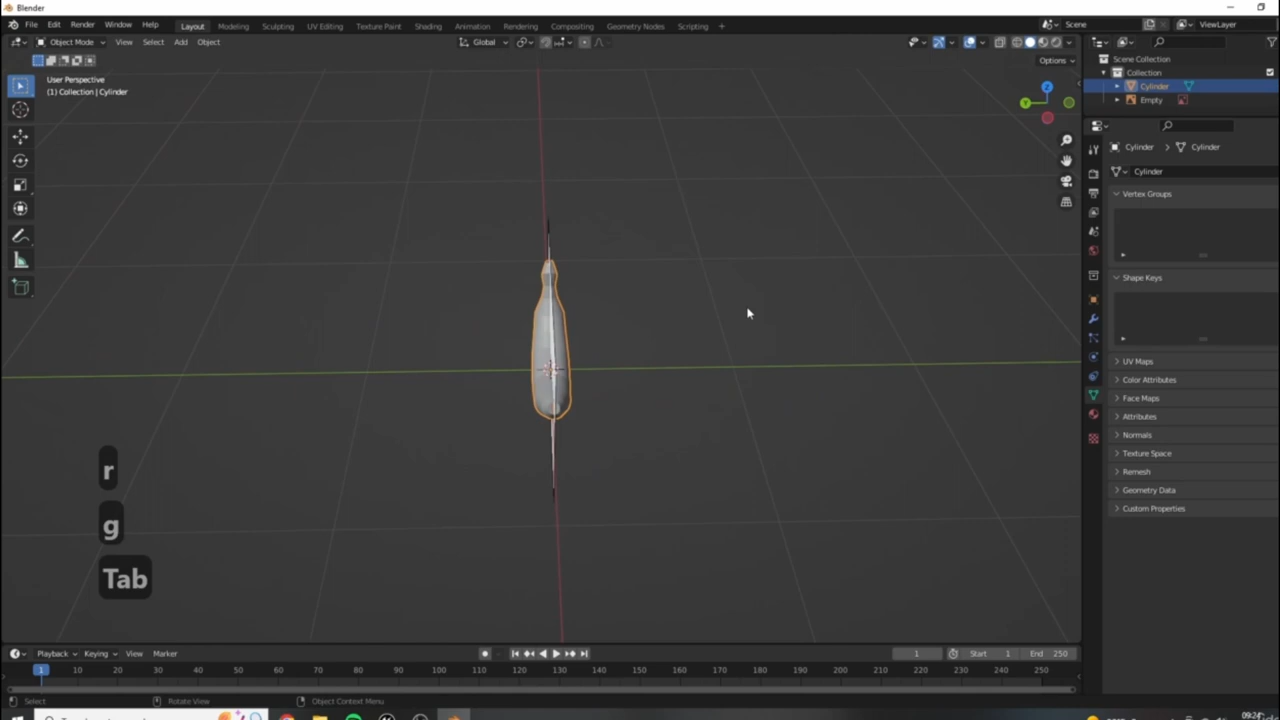 Blender
File Edit Render Window Help Layout Modeling Sculpting UV Editing Texture Paint Shading Animation Rendering Compositing Geometry Nodes Scripting + Scene ViewLayer
Object Mode View Select Add Object Global
Options
User Perspective
(1) Collection | Cylinder
Z
Y
Scene Collection
Collection
Cylinder
Empty
Cylinder > Cylinder
Cylinder
Vertex Groups
Shape Keys
UV Maps
Color Attributes
Face Maps
Attributes
Normals
Texture Space
Remesh
Geometry Data
Custom Properties
r
g
Tab
Playback Keying View Marker 1 Start 1 End 250
1 10 20 30 40 50 60 70 80 90 100 110 120 130 140 150 160 170 180 190 200 210 220 230 240 250
Select Rotate View Object Context Menu
09:24